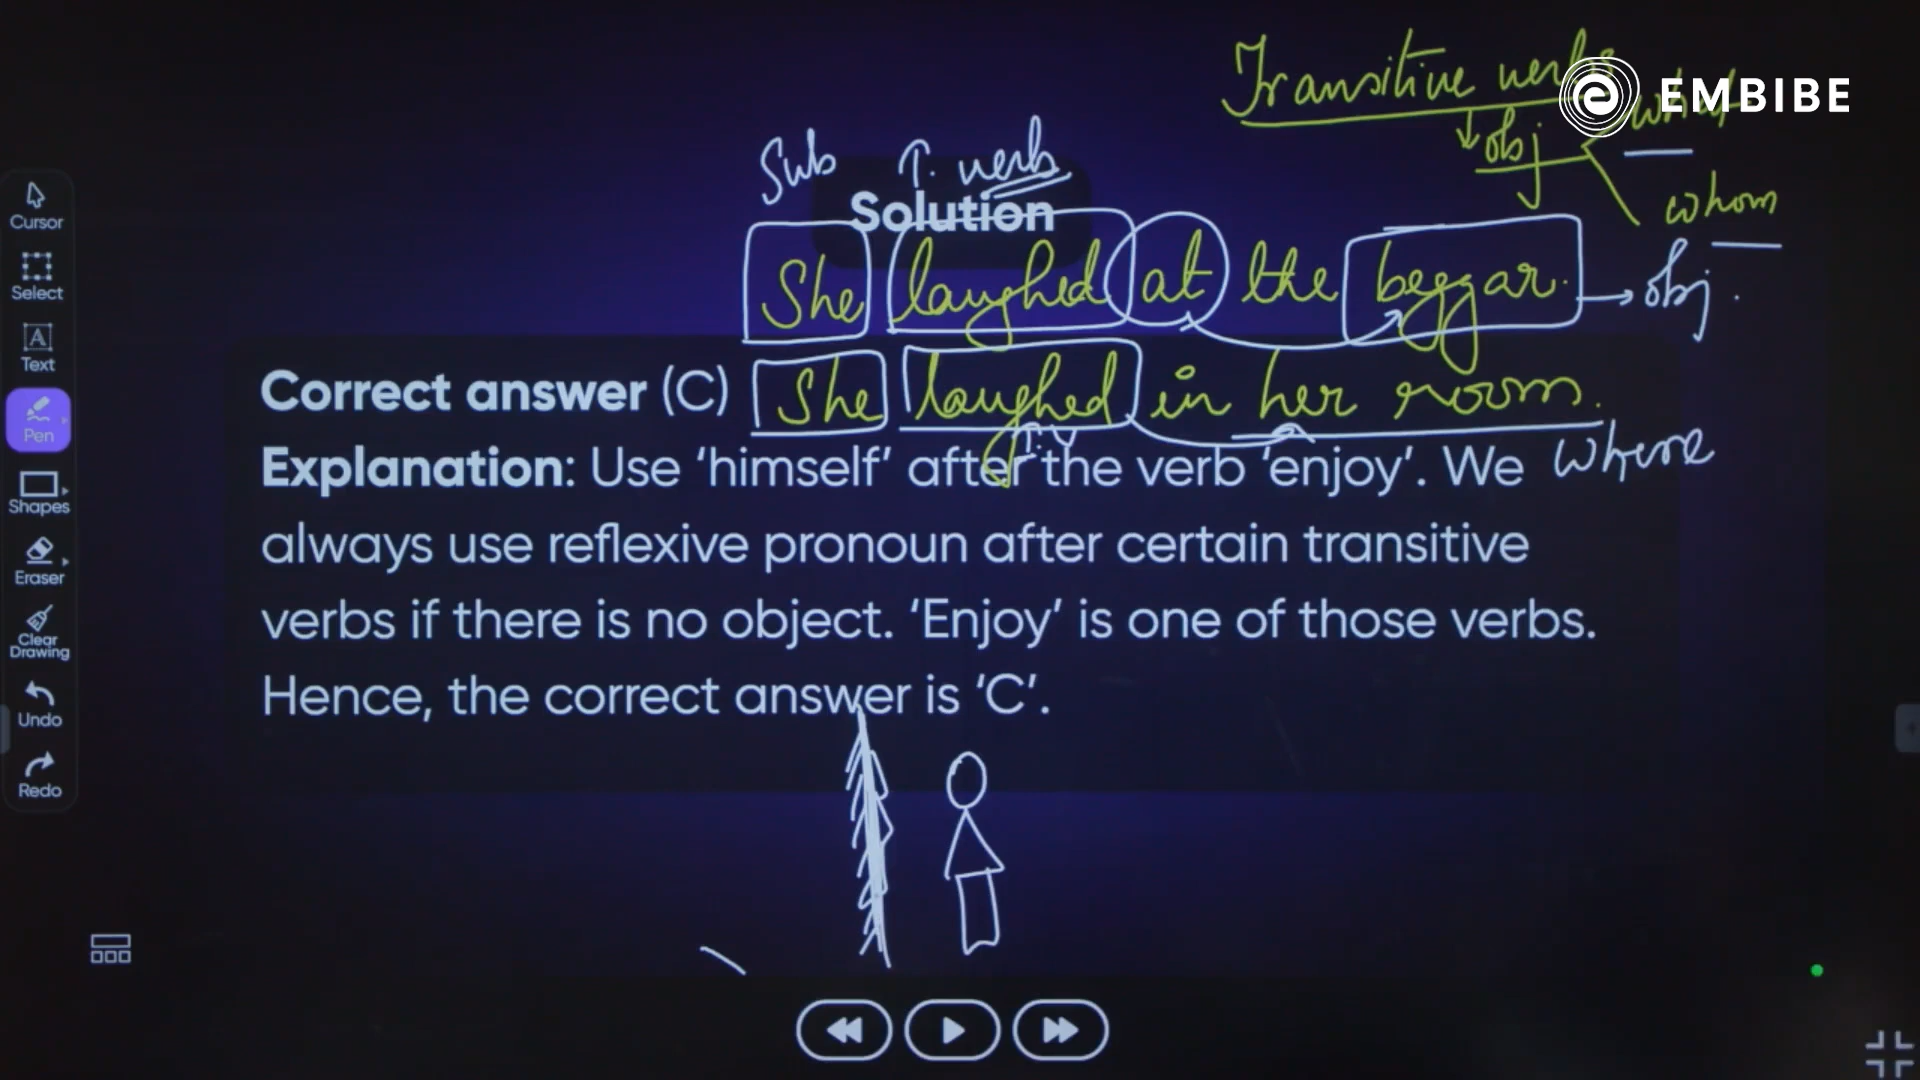 Transitive verbs
EMBIBE
what
obj
Sub T. verb
whom
Solution
She laughed at the beggar. → obj.
Correct answer (C) She laughed in her room.
T. V
where
Explanation: Use ‘himself’ after the verb ‘enjoy’. We
always use reflexive pronoun after certain transitive
verbs if there is no object. ‘Enjoy’ is one of those verbs.
Hence, the correct answer is ‘C’.
Cursor
Select
Text
Pen
Shapes
Eraser
Clear
Drawing
Undo
Redo